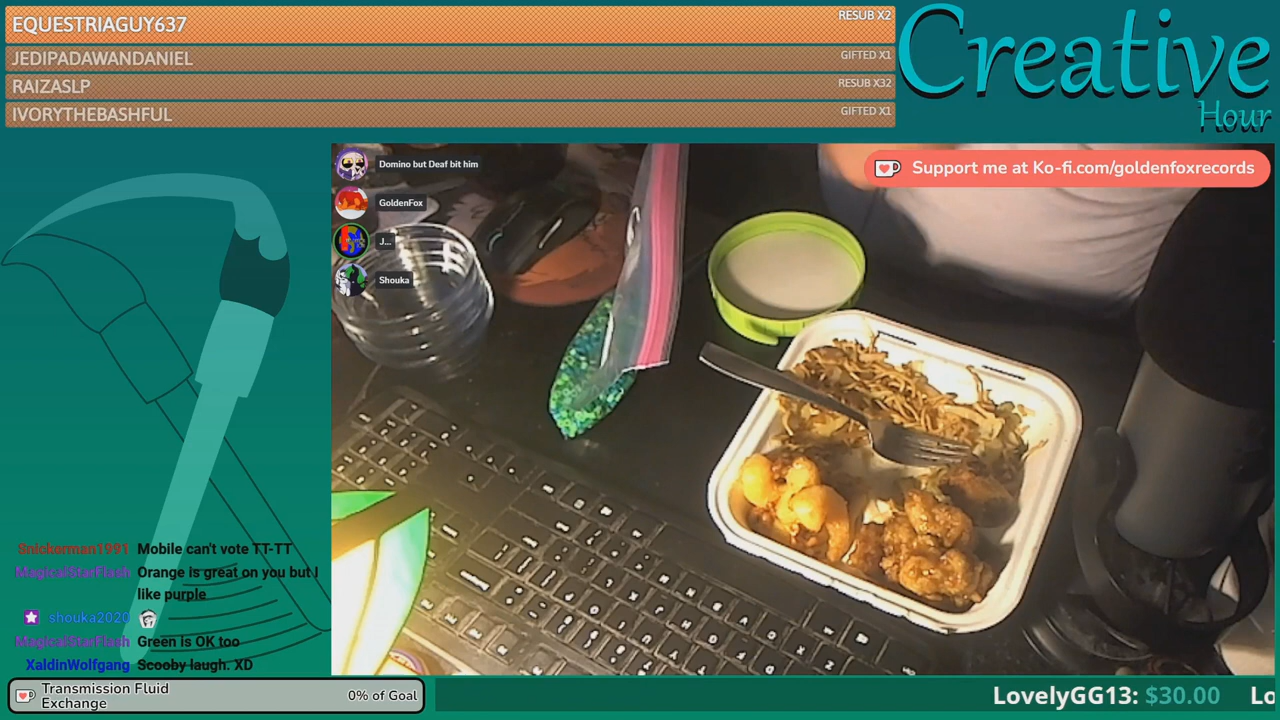 EQUESTRIAGUY637
RESUB X2
JEDIPADAWANDANIEL
GIFTED X1
RAIZASLP
RESUB X32
IVORYTHEBASHFUL
GIFTED X1
Creative
Hour
Domino but Deaf bit him
GoldenFox
J...
Shouka
Support me at Ko-fi.com/goldenfoxrecords
Snickerman1991 Mobile can't vote TT-TT
MagicalStarFlash Orange is great on you but I
like purple
shouka2020
MagicalStarFlash Green is OK too
XaldinWolfgang Scooby laugh. XD
Transmission Fluid
Exchange
0% of Goal
LovelyGG13: $30.00 Lo